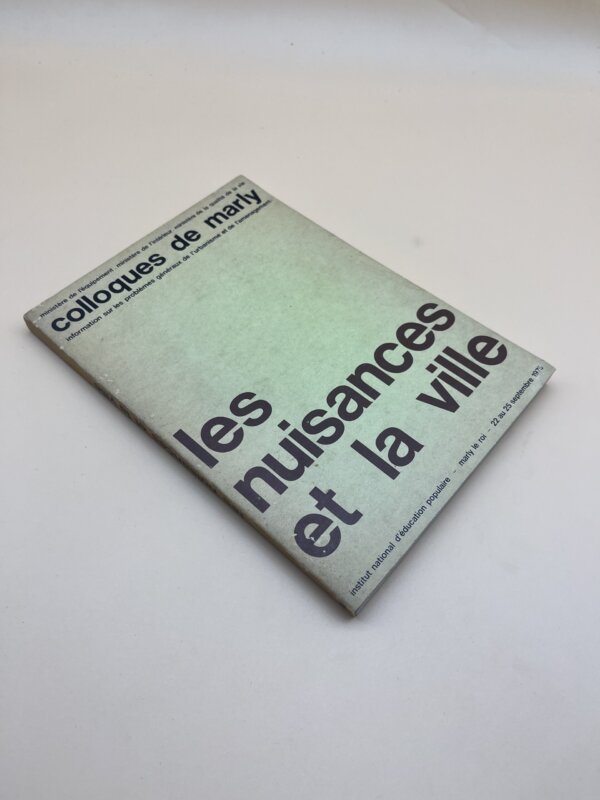 ministère de l'équipement ministère de l'intérieur ministère de la qualité de la vie
colloques de marly
information sur les problèmes généraux de l'urbanisme et de l'aménagement.
les
nuisances
et la ville
institut national d'éducation populaire - marly le roi - 22 au 25 septembre 1975